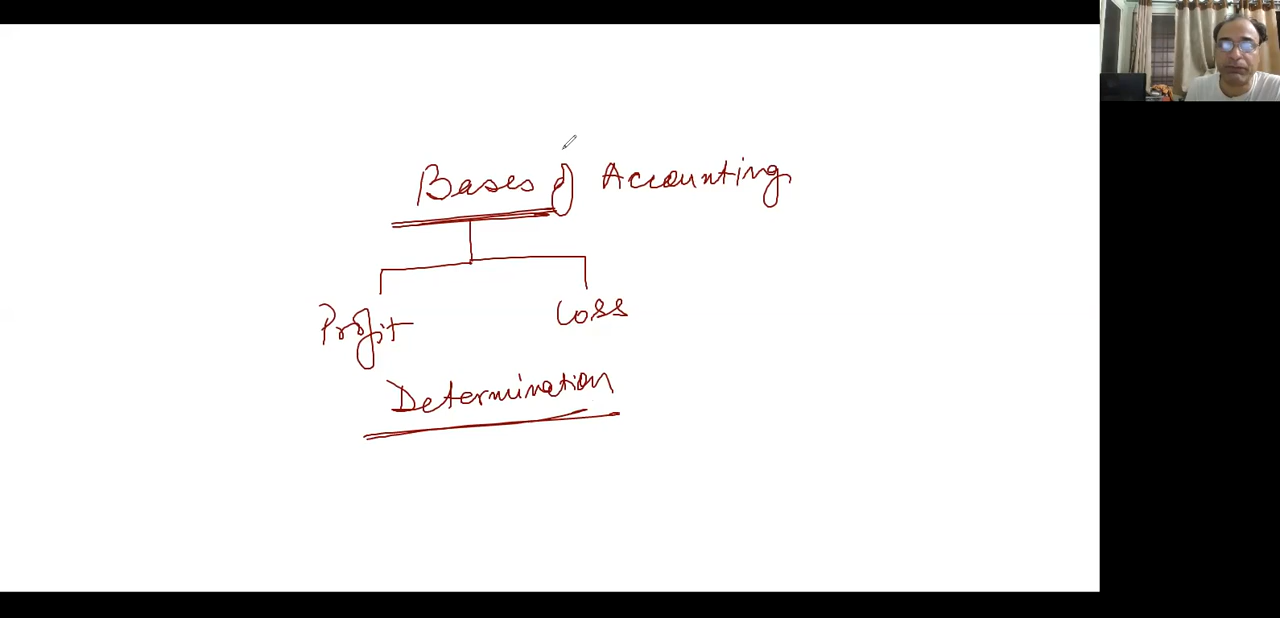 Bases of Accounting
Profit Loss
Determination